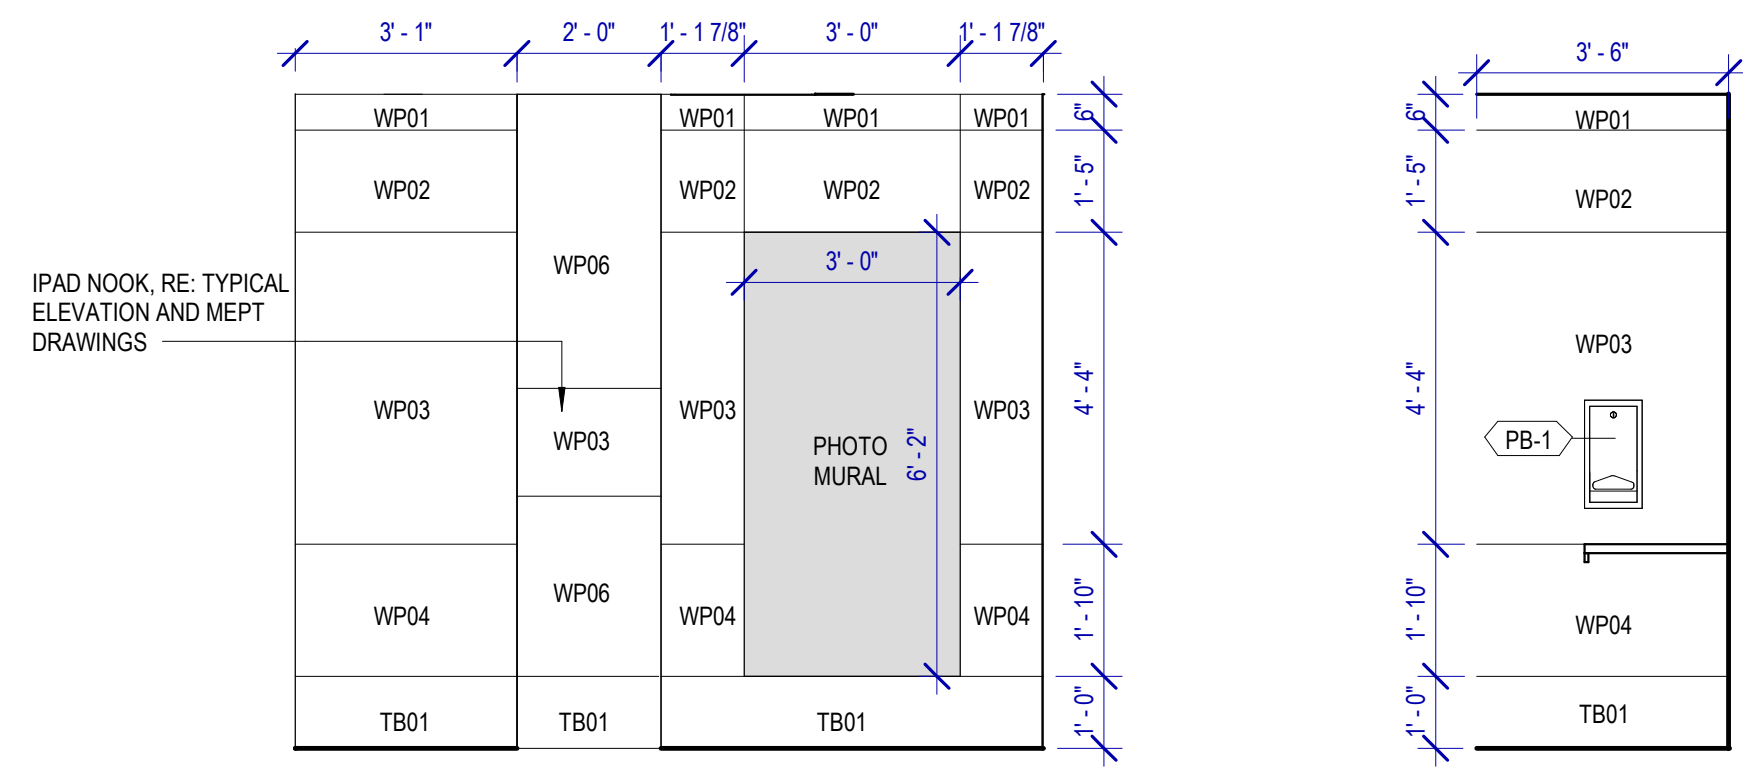 3' - 1" 2' - 0" 1' - 1 7/8" 3' - 0" 1' - 1 7/8"
3' - 6"
WP01 WP01 WP01 WP01 6"
6" WP01
WP02 WP02 WP02 WP02 1' - 5"
1' - 5" WP02
WP06 3' - 0"
IPAD NOOK, RE: TYPICAL
ELEVATION AND MEPT
DRAWINGS
WP03 WP03 WP03 WP03 4' - 4"
PHOTO
MURAL
6' - 2"
4' - 4" WP03
PB-1
WP04 WP06 WP04 WP04 1' - 10"
1' - 10" WP04
TB01 TB01 TB01 1' - 0"
1' - 0" TB01